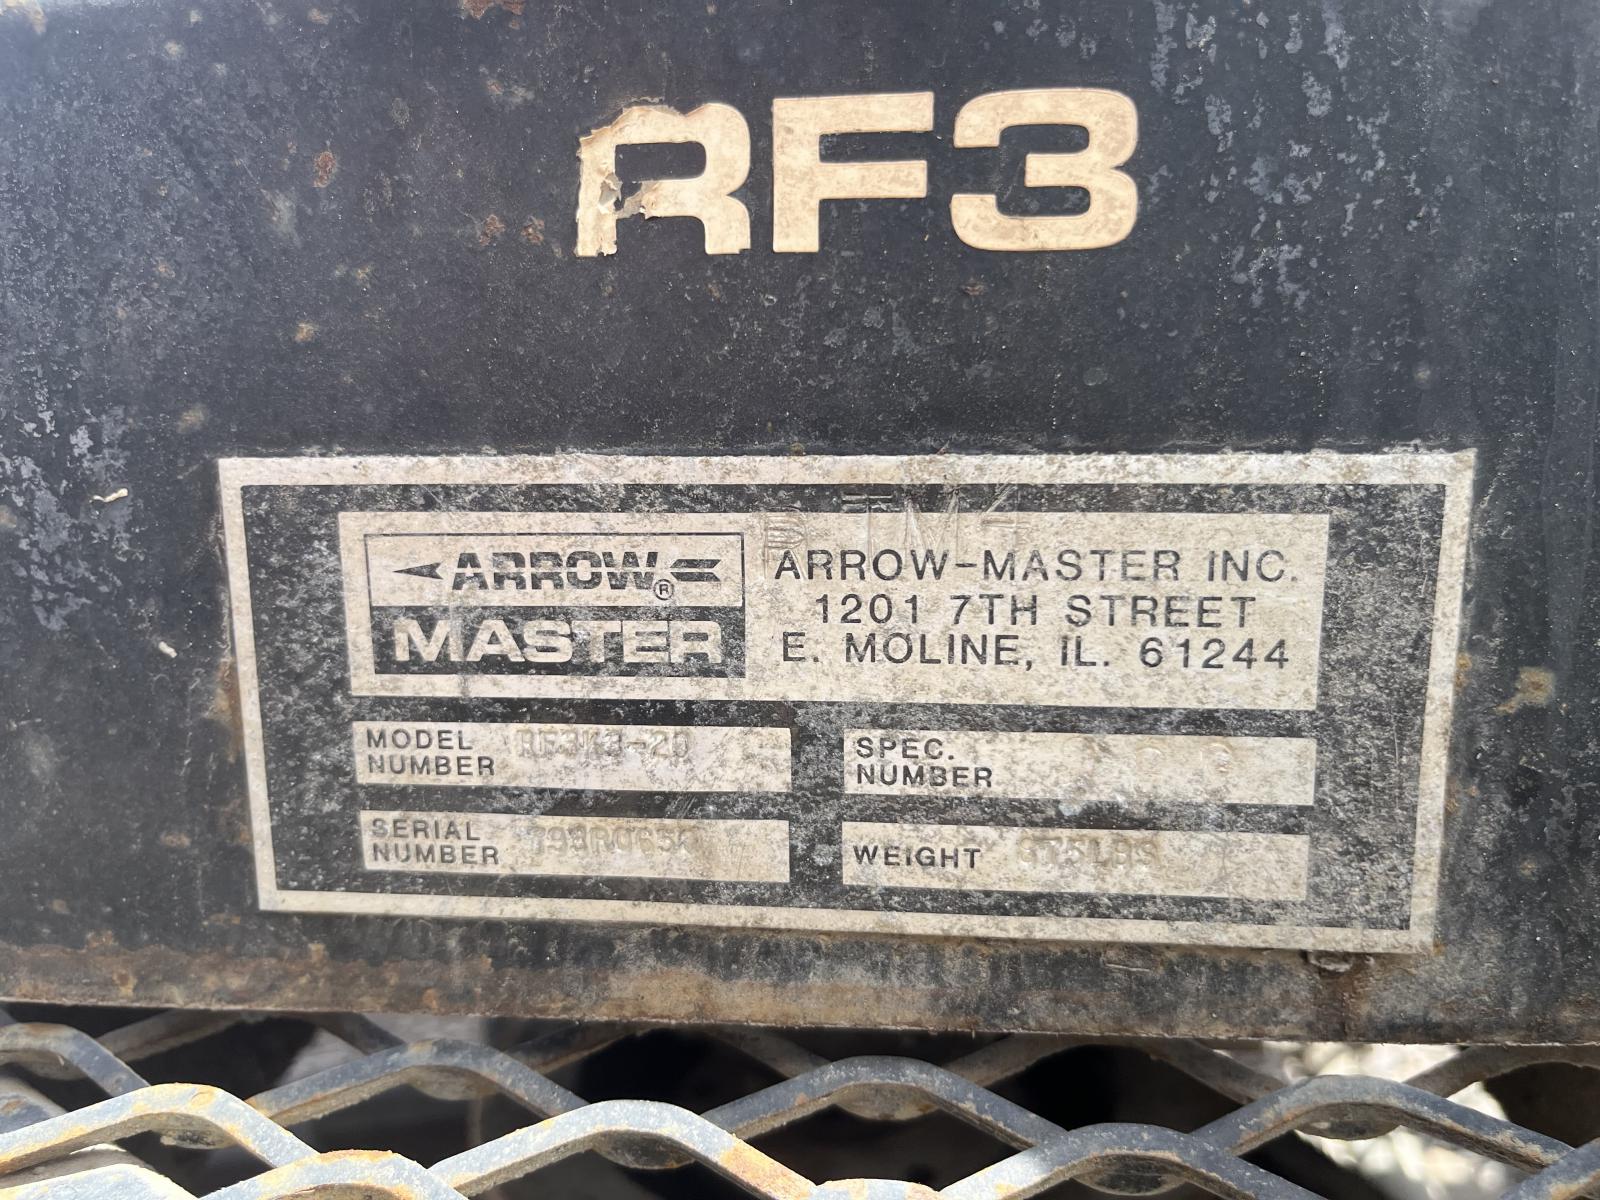 RF3
ARROW ®
MASTER
ARROW-MASTER INC.
1201 7TH STREET
E. MOLINE, IL. 61244
MODEL
NUMBER
SPEC.
NUMBER
SERIAL
NUMBER
WEIGHT